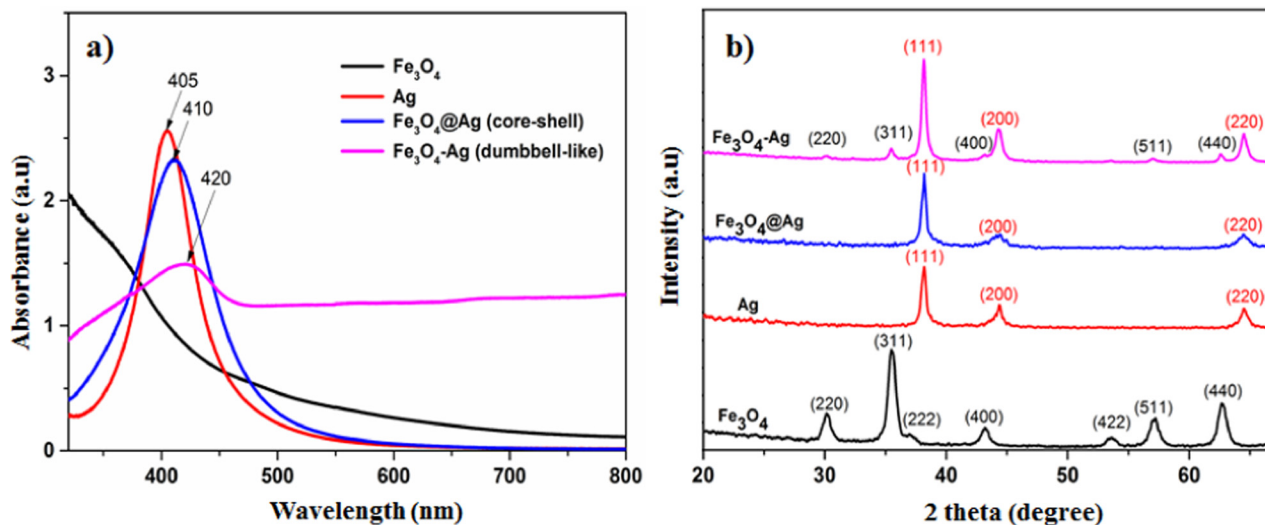 a)
405
410
420
Fe₃O₄
Ag
Fe₃O₄@Ag (core-shell)
Fe₃O₄-Ag (dumbbell-like)
Absorbance (a.u)
3
2
1
0
400 500 600 700 800
Wavelength (nm)
b)
Intensity (a.u)
Fe₃O₄-Ag
(220) (311) (111) (400) (200) (511) (440) (220)
Fe₃O₄@Ag
(111) (200) (220)
Ag
(111) (200) (220)
Fe₃O₄
(220) (311) (222) (400) (422) (511) (440)
20 30 40 50 60
2 theta (degree)